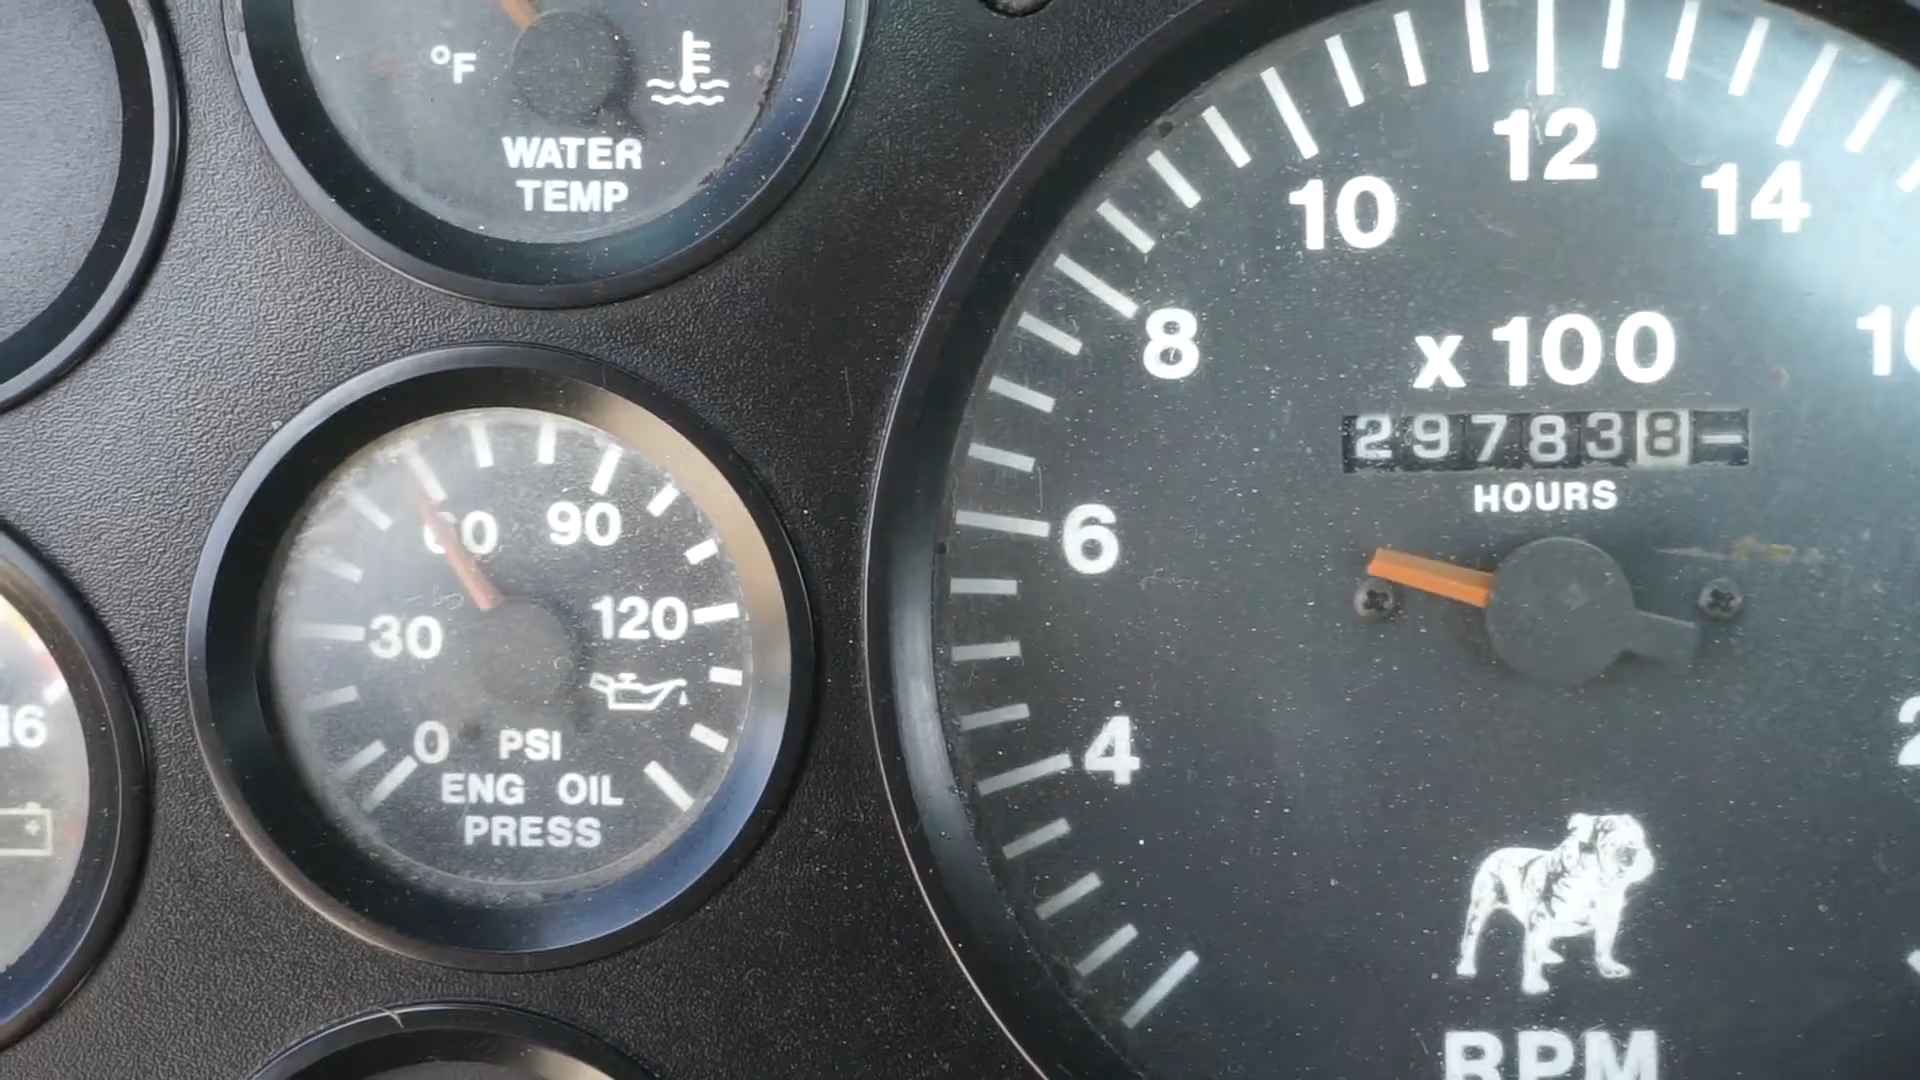 °F
WATER
TEMP
60 90
30 120
0 PSI
ENG OIL
PRESS
16
10 12 14
8
x 100
297838
HOURS
6
4
RPM